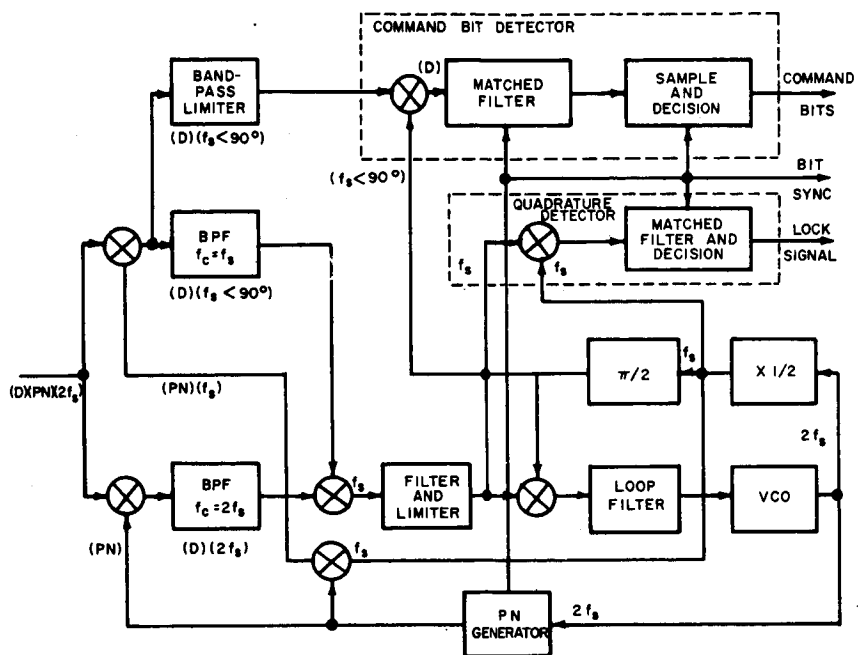 COMMAND BIT DETECTOR
BAND-
PASS
LIMITER
(D)
MATCHED
FILTER
SAMPLE
AND
DECISION
COMMAND
BITS
(D)(fs<90°)
(fs<90°)
BIT
SYNC
QUADRATURE
DETECTOR
BPF
fc=fs
fs
fs
MATCHED
FILTER AND
DECISION
LOCK
SIGNAL
(D)(fs<90°)
(D)(PN)(2fs)
(PN)(fs)
π/2
fs
X 1/2
2fs
BPF
fc=2fs
fs
FILTER
AND
LIMITER
LOOP
FILTER
VCO
(PN)
(D)(2fs)
fs
PN
GENERATOR
2fs